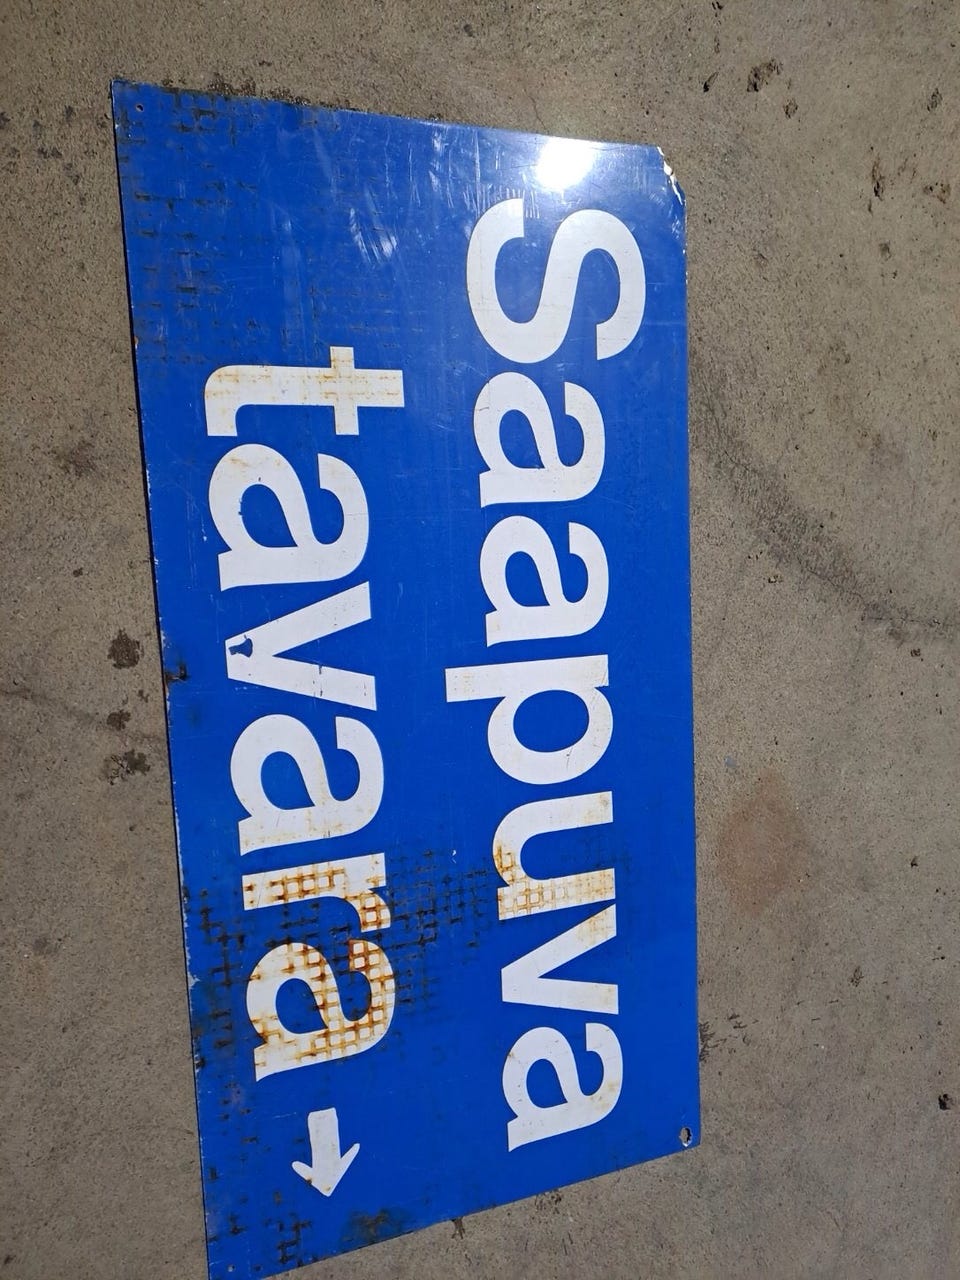 Saapuva
tavara →